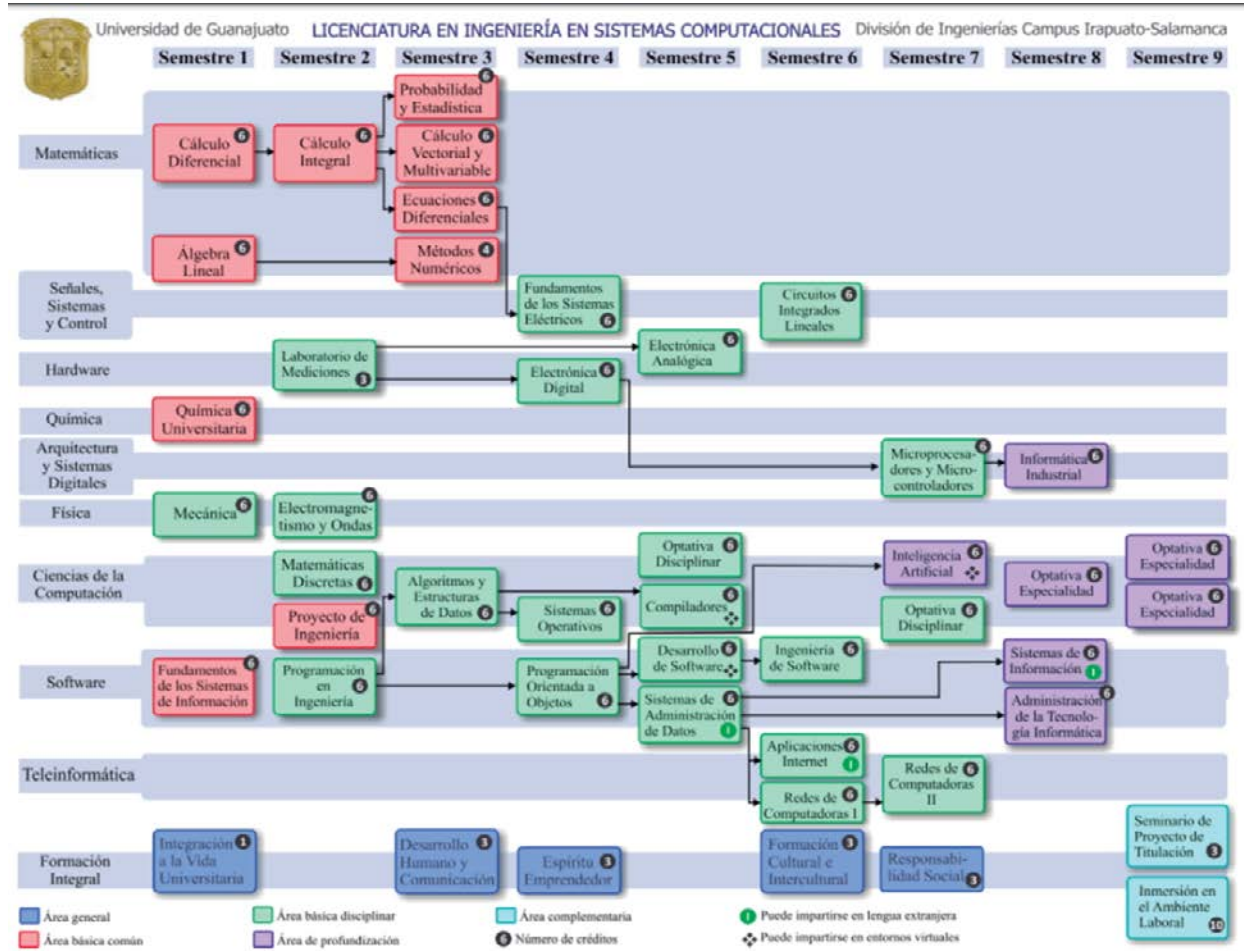 Universidad de Guanajuato LICENCIATURA EN INGENIERÍA EN SISTEMAS COMPUTACIONALES División de Ingenierías Campus Irapuato-Salamanca
Semestre 1 Semestre 2 Semestre 3 Semestre 4 Semestre 5 Semestre 6 Semestre 7 Semestre 8 Semestre 9
Matemáticas
Cálculo 6
Diferencial
Cálculo 6
Integral
Probabilidad 6
y Estadística
Cálculo 6
Vectorial y
Multivariable
Ecuaciones 6
Diferenciales
Álgebra 6
Lineal
Métodos 4
Numéricos
Señales,
Sistemas
y Control
Fundamentos
de los Sistemas
Eléctricos 6
Circuitos 6
Integrados
Lineales
Hardware
Laboratorio de
Mediciones 3
Electrónica 6
Digital
Electrónica 6
Analógica
Química
Química 6
Universitaria
Arquitectura
y Sistemas
Digitales
Microprocesa- 6
dores y Micro-
controladores
Informática 6
Industrial
Física
Mecánica 6
Electromagne- 6
tismo y Ondas
Ciencias de la
Computación
Matemáticas
Discretas 6
Proyecto de 6
Ingeniería
Algoritmos y
Estructuras
de Datos 6
Sistemas 6
Operativos
Optativa 6
Disciplinar
Compiladores 6
Inteligencia 6
Artificial
Optativa 6
Disciplinar
Optativa 6
Especialidad
Optativa 6
Especialidad
Optativa 6
Especialidad
Software
Fundamentos 6
de los Sistemas
de Información
Programación
en 6
Ingeniería
Programación
Orientada a
Objetos 6
Desarrollo 6
de Software
Sistemas de 6
Administración
de Datos I
Ingeniería 6
de Software
Sistemas de 6
Información I
Administración 6
de la Tecnolo-
gía Informática
Teleinformática
Aplicaciones 6
Internet I
Redes de 6
Computadoras I
Redes de 6
Computadoras
II
Formación
Integral
Integración 1
a la Vida
Universitaria
Desarrollo 3
Humano y
Comunicación
Espíritu 3
Emprendedor
Formación 3
Cultural e
Intercultural
Responsabi-
lidad Social 3
Seminario de
Proyecto de
Titulación 3
Inmersión en
el Ambiente
Laboral 10
Área general
Área básica común
Área básica disciplinar
Área de profundización
Área complementaria
6 Número de créditos
I Puede impartirse en lengua extranjera
Puede impartirse en entornos virtuales